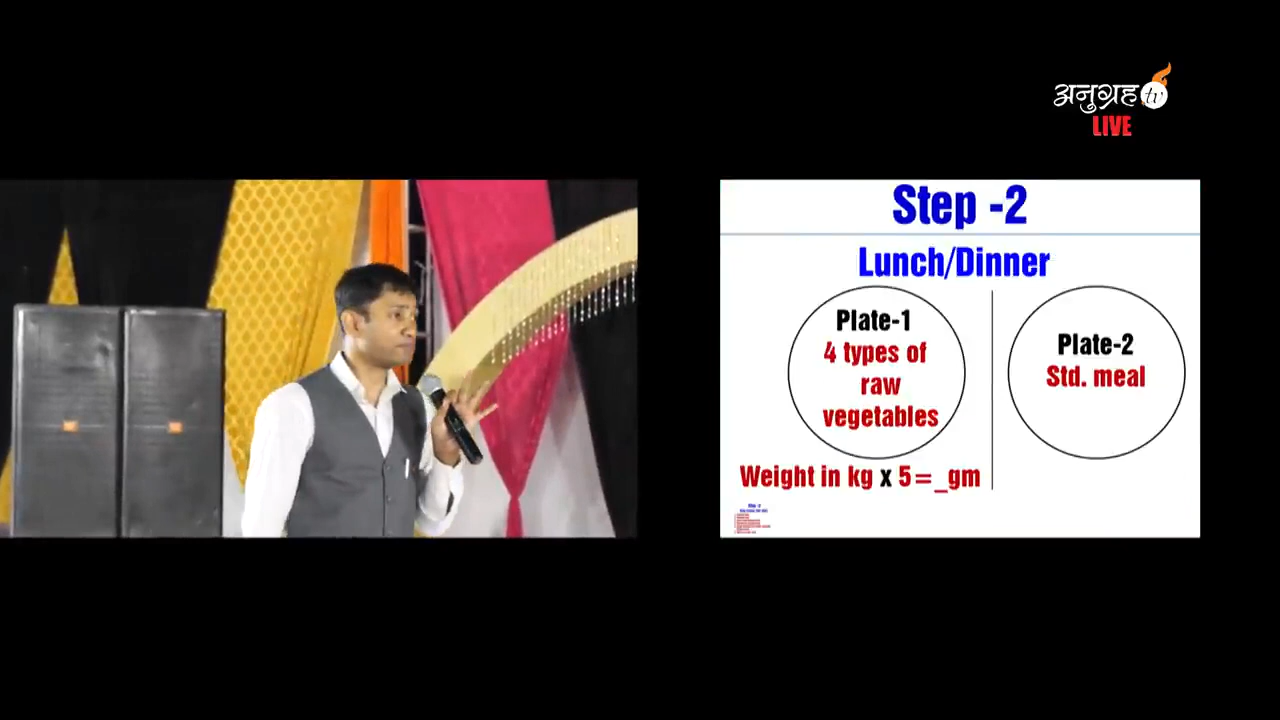 अनुग्रह tv
LIVE
Step -2
Lunch/Dinner
Plate-1
4 types of
raw
vegetables
Weight in kg x 5=_gm
Plate-2
Std. meal